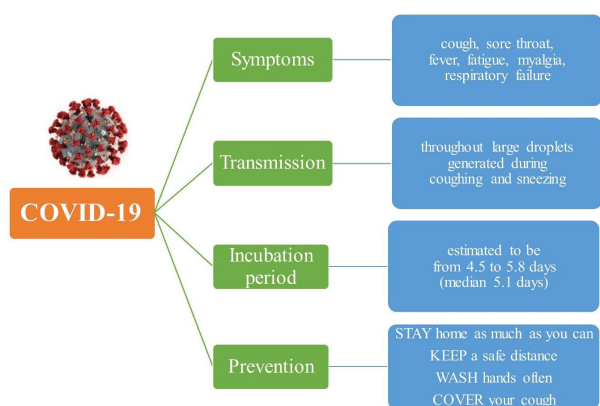 COVID-19
Symptoms
cough, sore throat,
fever, fatigue, myalgia,
respiratory failure
Transmission
throughout large droplets
generated during
coughing and sneezing
Incubation
period
estimated to be
from 4.5 to 5.8 days
(median 5.1 days)
Prevention
STAY home as much as you can
KEEP a safe distance
WASH hands often
COVER your cough